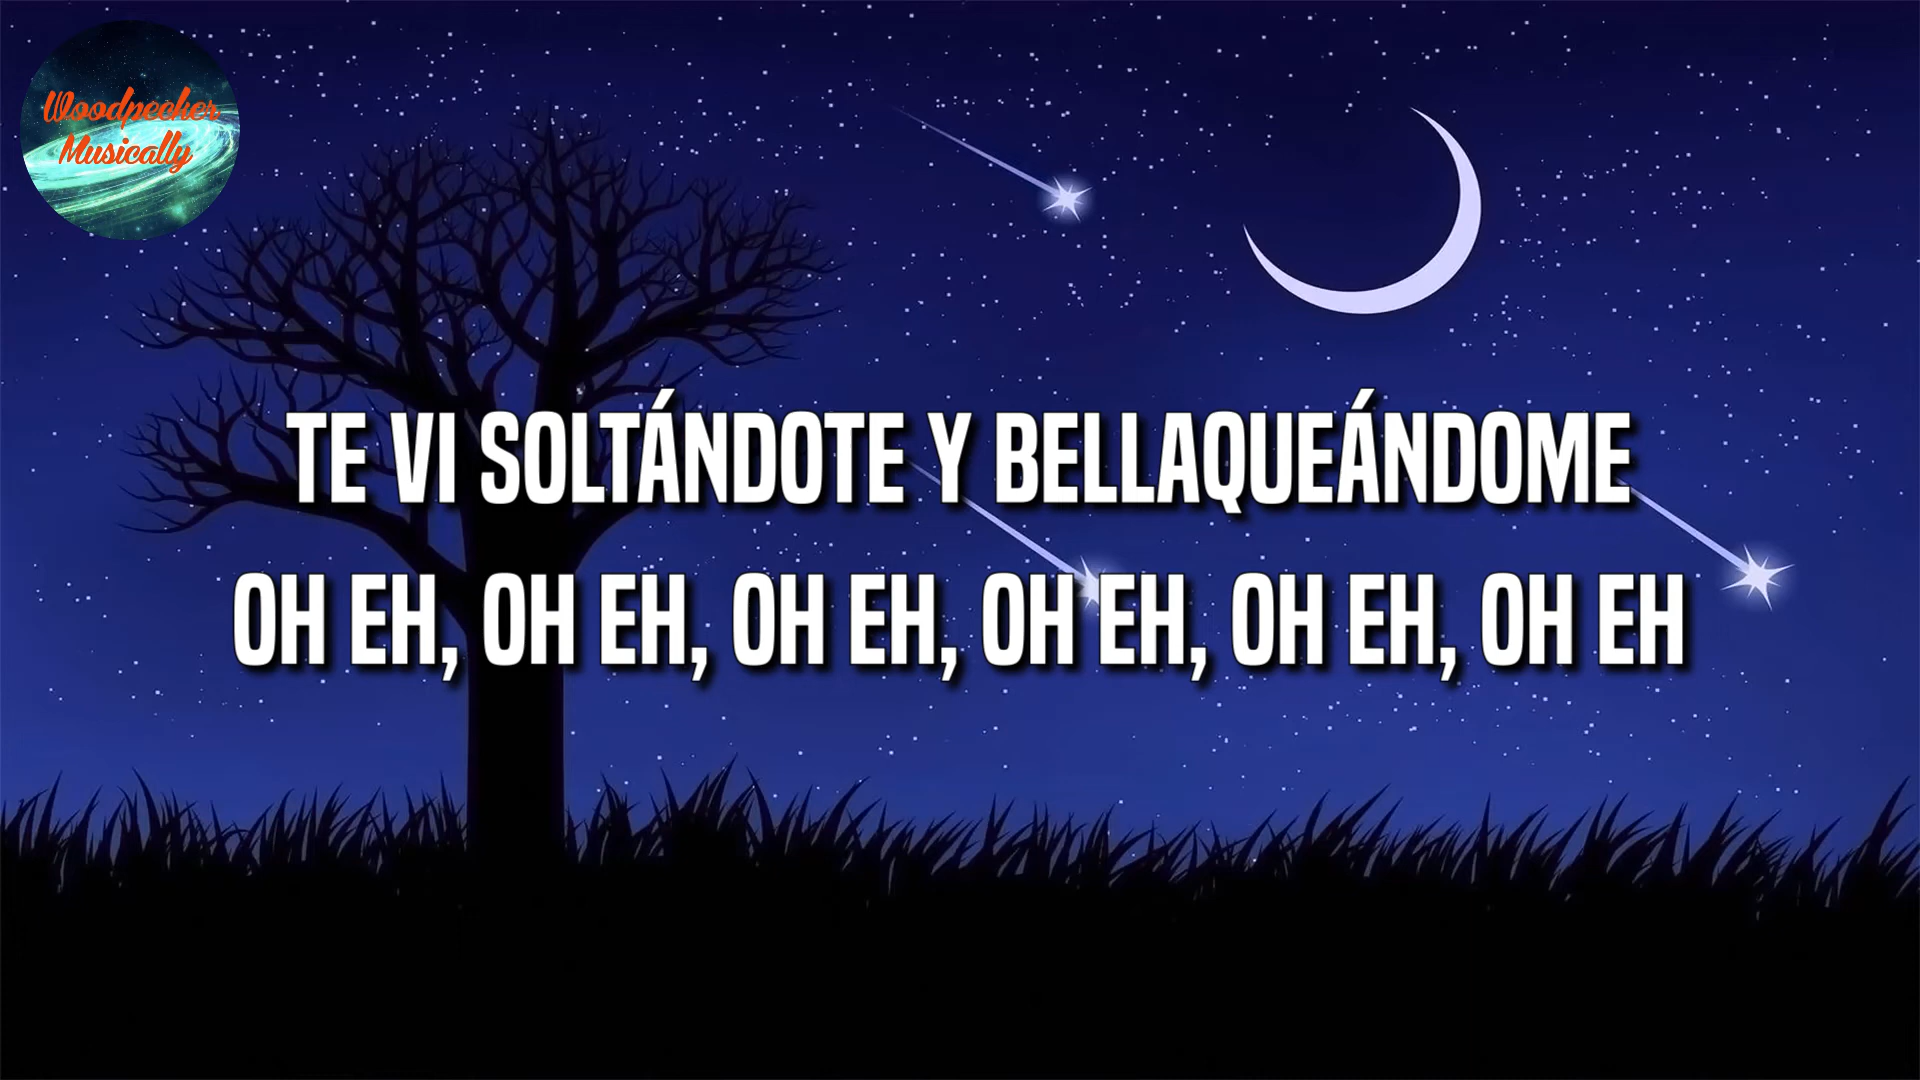 Woodpecker
Musically
TE VI SOLTÁNDOTE Y BELLAQUEÁNDOME
OH EH, OH EH, OH EH, OH EH, OH EH, OH EH